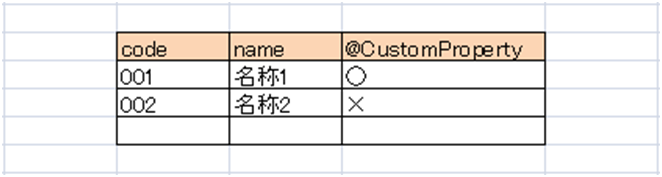 code name @CustomProperty
001 名称1 ○
002 名称2 ×